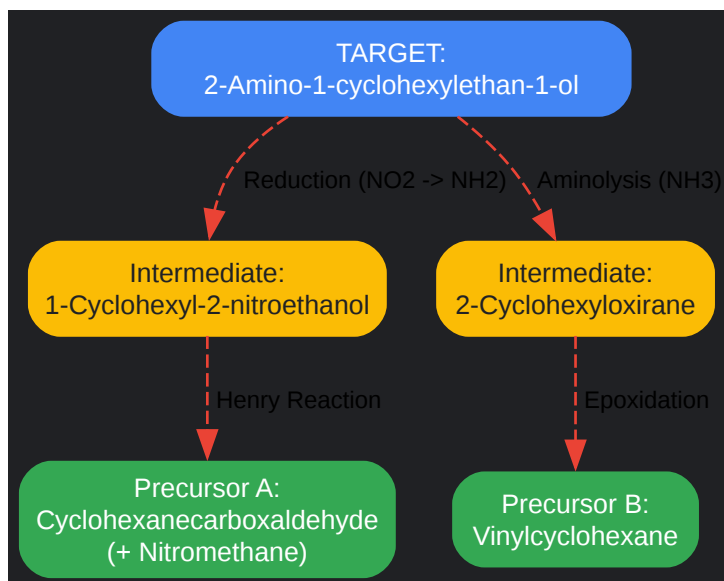 TARGET:
2-Amino-1-cyclohexylethan-1-ol
Reduction (NO2 -> NH2)
Aminolysis (NH3)
Intermediate:
1-Cyclohexyl-2-nitroethanol
Intermediate:
2-Cyclohexyloxirane
Henry Reaction
Epoxidation
Precursor A:
Cyclohexanecarboxaldehyde
(+ Nitromethane)
Precursor B:
Vinylcyclohexane